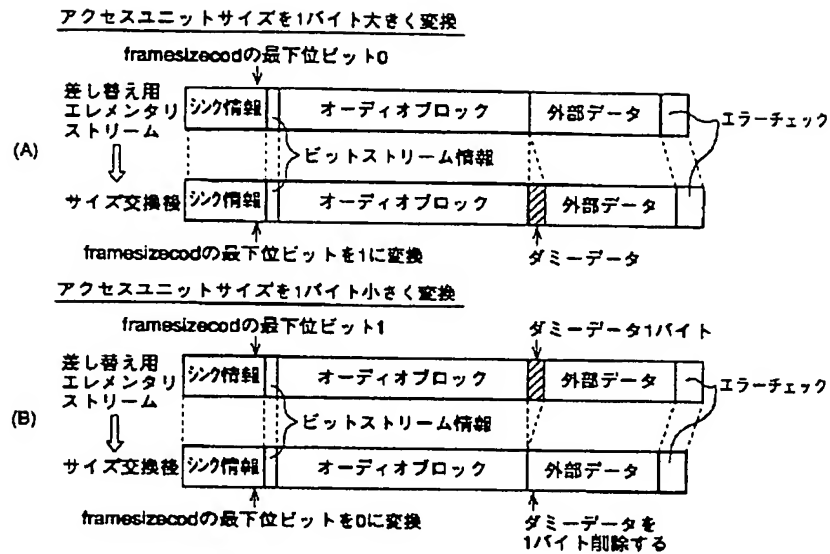 アクセスユニットサイズを1バイト大きく変換
framesizecodの最下位ビット0
差し替え用
エレメンタリ
ストリーム
シンク情報
オーディオブロック
外部データ
エラーチェック
(A)
ビットストリーム情報
サイズ交換後
シンク情報
オーディオブロック
外部データ
framesizecodの最下位ビットを1に変換
ダミーデータ
アクセスユニットサイズを1バイト小さく変換
framesizecodの最下位ビット1
ダミーデータ1バイト
差し替え用
エレメンタリ
ストリーム
シンク情報
オーディオブロック
外部データ
エラーチェック
(B)
ビットストリーム情報
サイズ交換後
シンク情報
オーディオブロック
外部データ
framesizecodの最下位ビットを0に変換
ダミーデータを
1バイト削除する